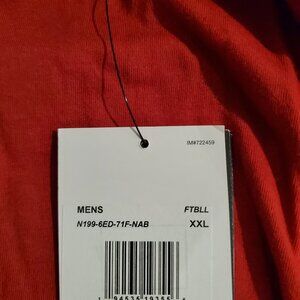 IM#722459
MENS FTBLL
N199-6ED-71F-NAB XXL